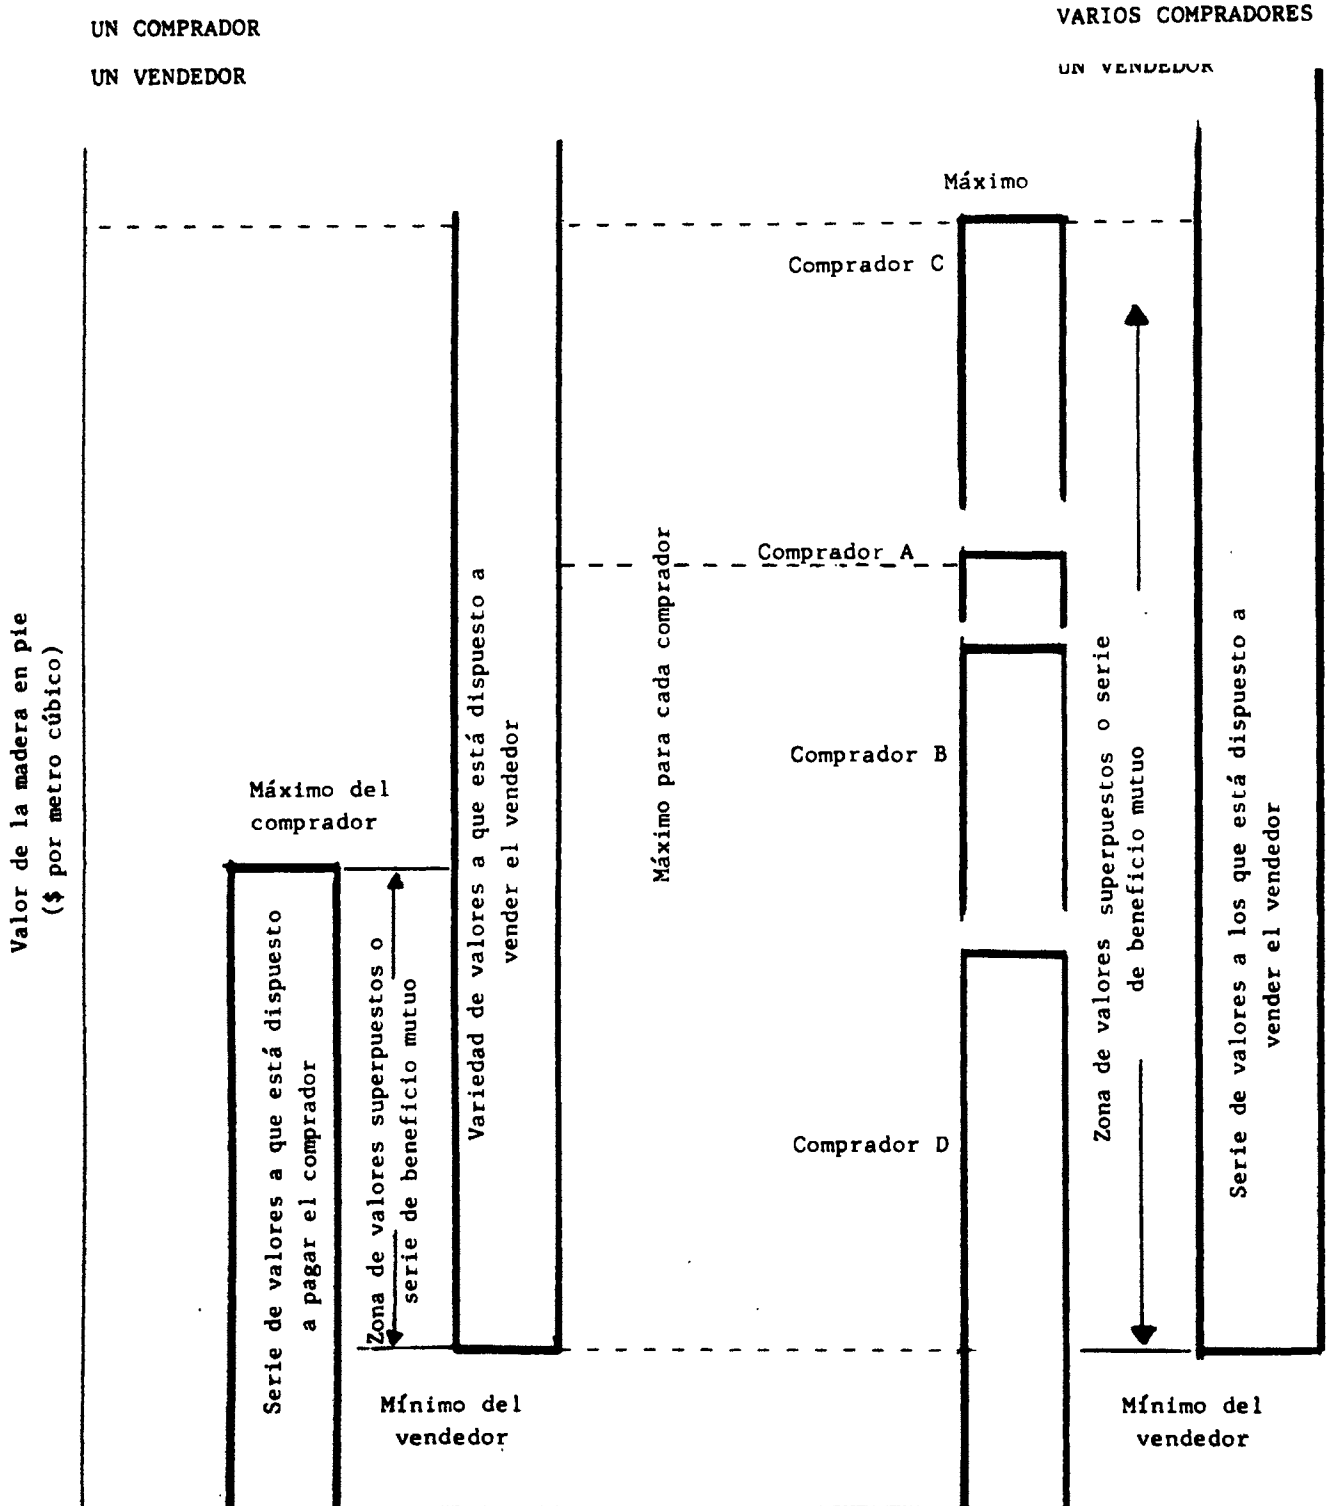 UN COMPRADOR
UN VENDEDOR
VARIOS COMPRADORES
UN VENDEDOR
Máximo
Comprador C
Comprador A
Comprador B
Comprador D
Máximo para cada comprador
Valor de la madera en pie
($ por metro cúbico)
Máximo del
comprador
Serie de valores a que está dispuesto
a pagar el comprador
Zona de valores superpuestos o
serie de beneficio mutuo
Variedad de valores a que está dispuesto a
vender el vendedor
Zona de valores superpuestos o serie
de beneficio mutuo
Serie de valores a los que está dispuesto a
vender el vendedor
Mínimo del
vendedor
Mínimo del
vendedor